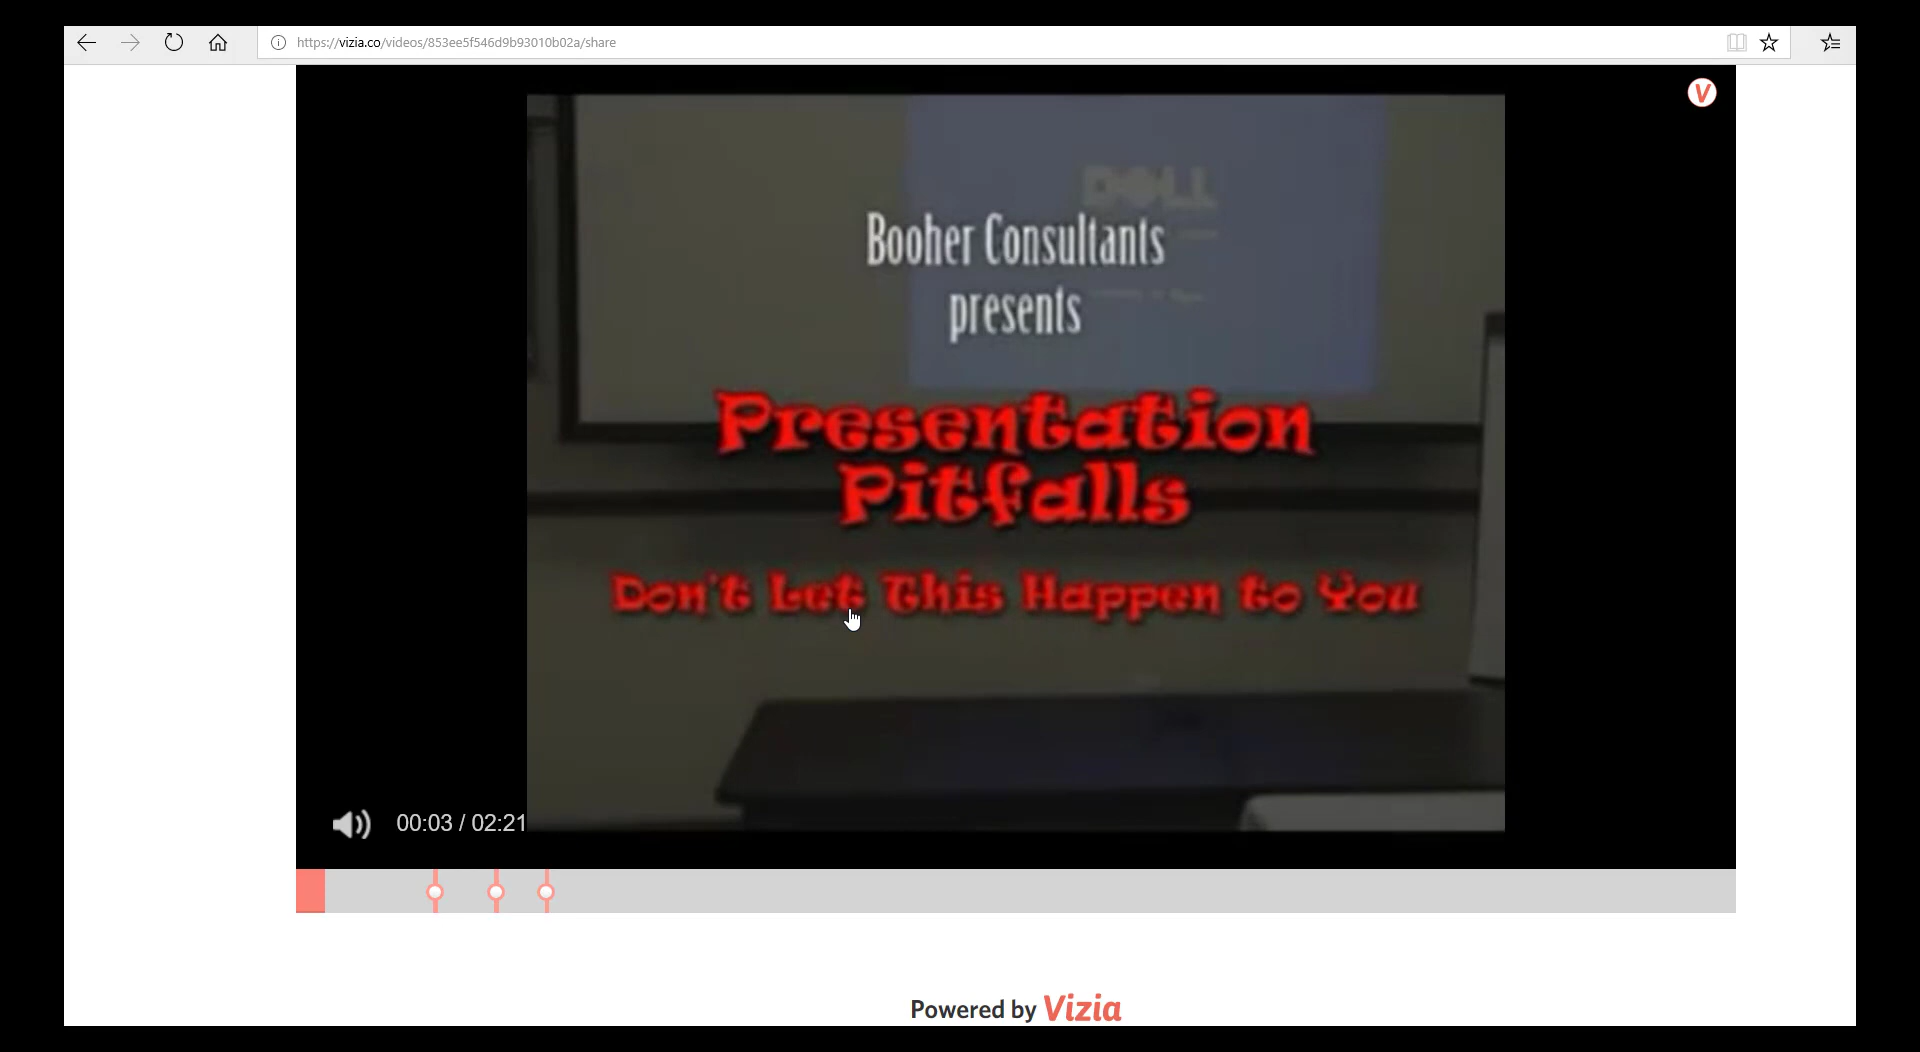 https://vizia.co/videos/853ee5f546d9b93010b02a/share
V
DOLL
Booher Consultants
presents
Presentation
Pitfalls
Don't Let This Happen to You
00:03 / 02:21
Powered by Vizia